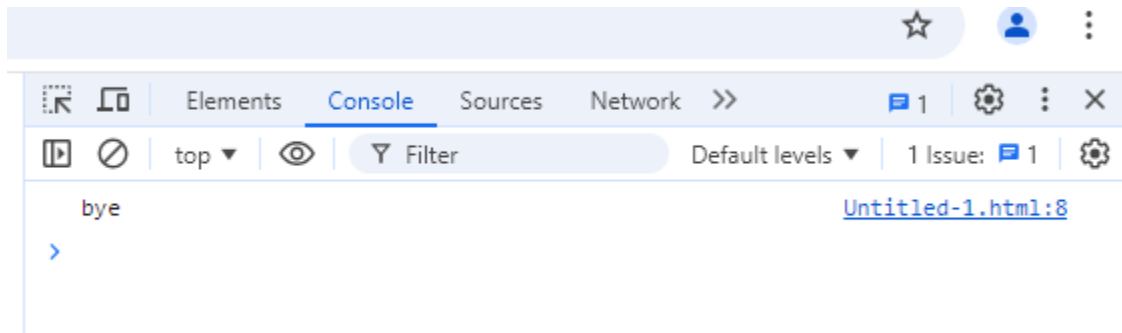 Elements Console Sources Network 1
top Filter Default levels 1 Issue: 1
bye Untitled-1.html:8